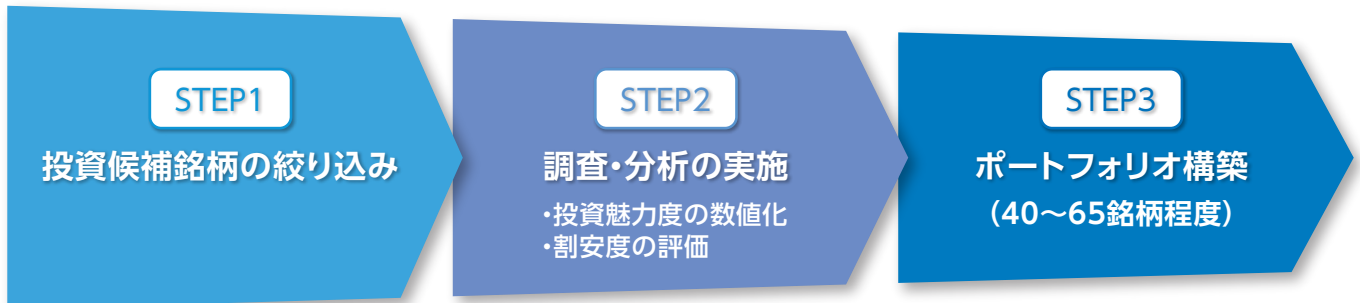 STEP1
投資候補銘柄の絞り込み
STEP2
調査・分析の実施
・投資魅力度の数値化
・割安度の評価
STEP3
ポートフォリオ構築
（40～65銘柄程度）